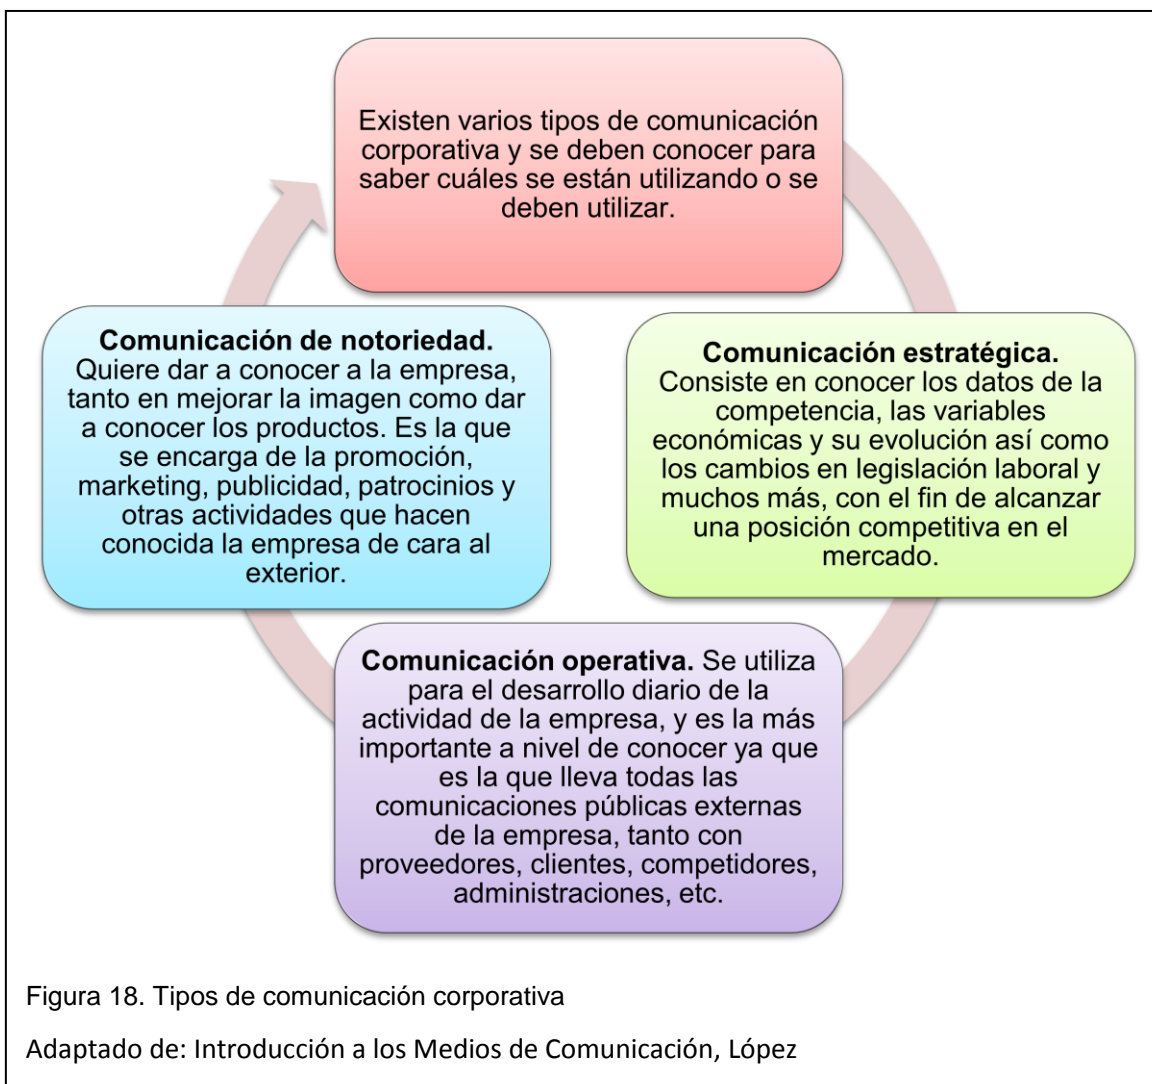 Existen varios tipos de comunicación
corporativa y se deben conocer para
saber cuáles se están utilizando o se
deben utilizar.
Comunicación estratégica.
Consiste en conocer los datos de la
competencia, las variables
económicas y su evolución así como
los cambios en legislación laboral y
muchos más, con el fin de alcanzar
una posición competitiva en el
mercado.
Comunicación operativa. Se utiliza
para el desarrollo diario de la
actividad de la empresa, y es la más
importante a nivel de conocer ya que
es la que lleva todas las
comunicaciones públicas externas
de la empresa, tanto con
proveedores, clientes, competidores,
administraciones, etc.
Comunicación de notoriedad.
Quiere dar a conocer a la empresa,
tanto en mejorar la imagen como dar
a conocer los productos. Es la que
se encarga de la promoción,
marketing, publicidad, patrocinios y
otras actividades que hacen
conocida la empresa de cara al
exterior.
Figura 18. Tipos de comunicación corporativa
Adaptado de: Introducción a los Medios de Comunicación, López